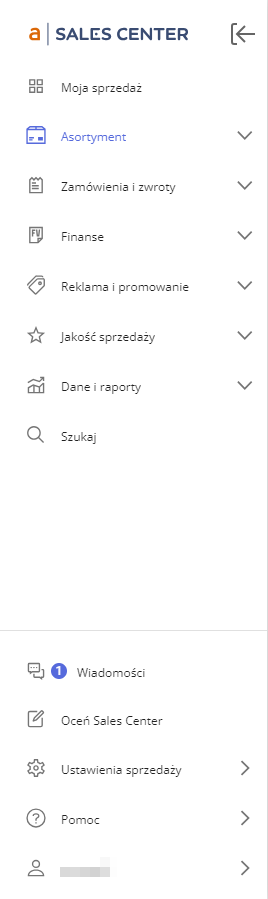 a | SALES CENTER
Moja sprzedaż
Asortyment
Zamówienia i zwroty
FV
Finanse
Reklama i promowanie
Jakość sprzedaży
Dane i raporty
Szukaj
1 Wiadomości
Oceń Sales Center
Ustawienia sprzedaży
? Pomoc